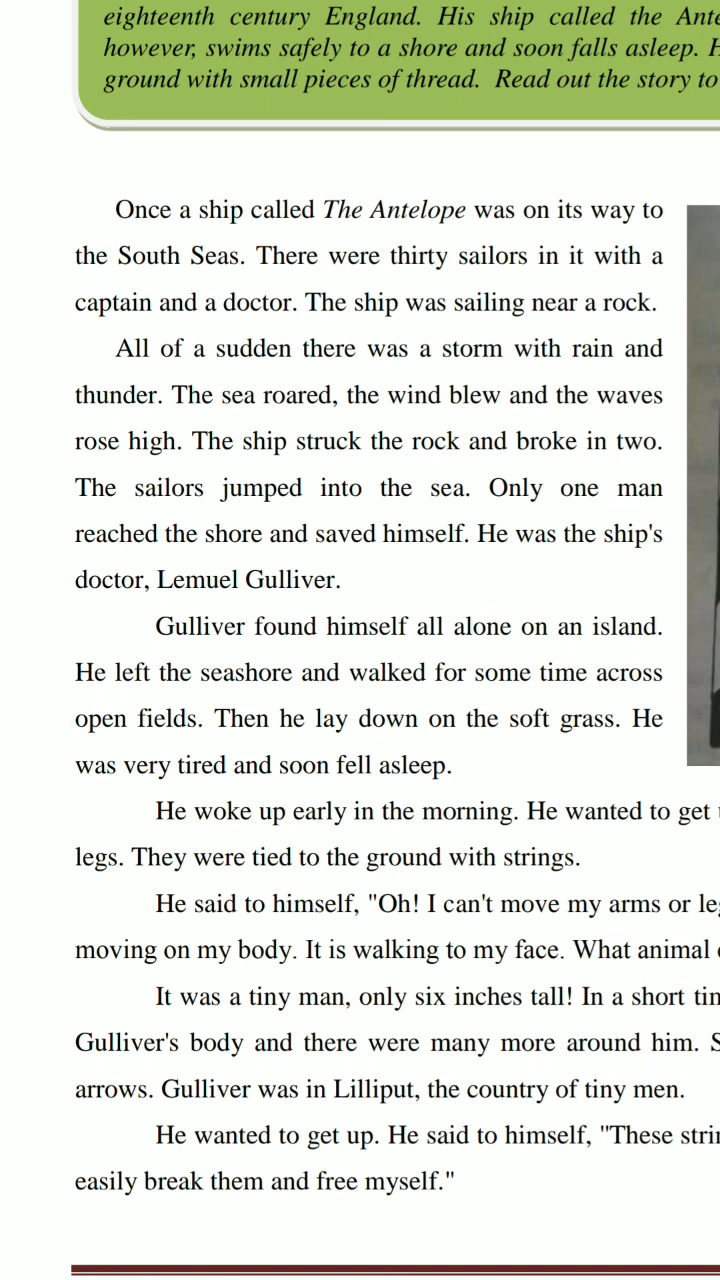 eighteenth century England. His ship called the
however, swims safely to a shore and soon falls asleep.
ground with small pieces of thread. Read out the story to
Once a ship called The Antelope was on its way to
the South Seas. There were thirty sailors in it with a
captain and a doctor. The ship was sailing near a rock.
All of a sudden there was a storm with rain and
thunder. The sea roared, the wind blew and the waves
rose high. The ship struck the rock and broke in two.
The sailors jumped into the sea. Only one man
reached the shore and saved himself. He was the ship's
doctor, Lemuel Gulliver.
Gulliver found himself all alone on an island.
He left the seashore and walked for some time across
open fields. Then he lay down on the soft grass. He
was very tired and soon fell asleep.
He woke up early in the morning. He wanted to get
legs. They were tied to the ground with strings.
He said to himself, "Oh! I can't move my arms or
moving on my body. It is walking to my face. What animal
It was a tiny man, only six inches tall! In a short
Gulliver's body and there were many more around him.
arrows. Gulliver was in Lilliput, the country of tiny men.
He wanted to get up. He said to himself, "These
easily break them and free myself."